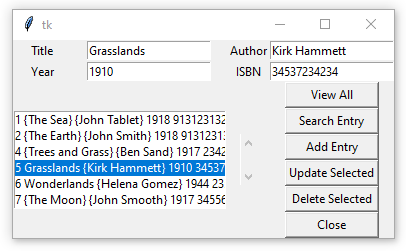 tk
Title Grasslands Author Kirk Hammett
Year 1910 ISBN 34537234234
View All
1 {The Sea} {John Tablet} 1918 913123132
Search Entry
2 {The Earth} {John Smith} 1918 9131231
Add Entry
4 {Trees and Grass} {Ben Sand} 1917 2342
Update Selected
5 Grasslands {Kirk Hammett} 1910 34537
6 Wonderlands {Helena Gomez} 1944 23
Delete Selected
7 {The Moon} {John Smooth} 1917 34556
Close